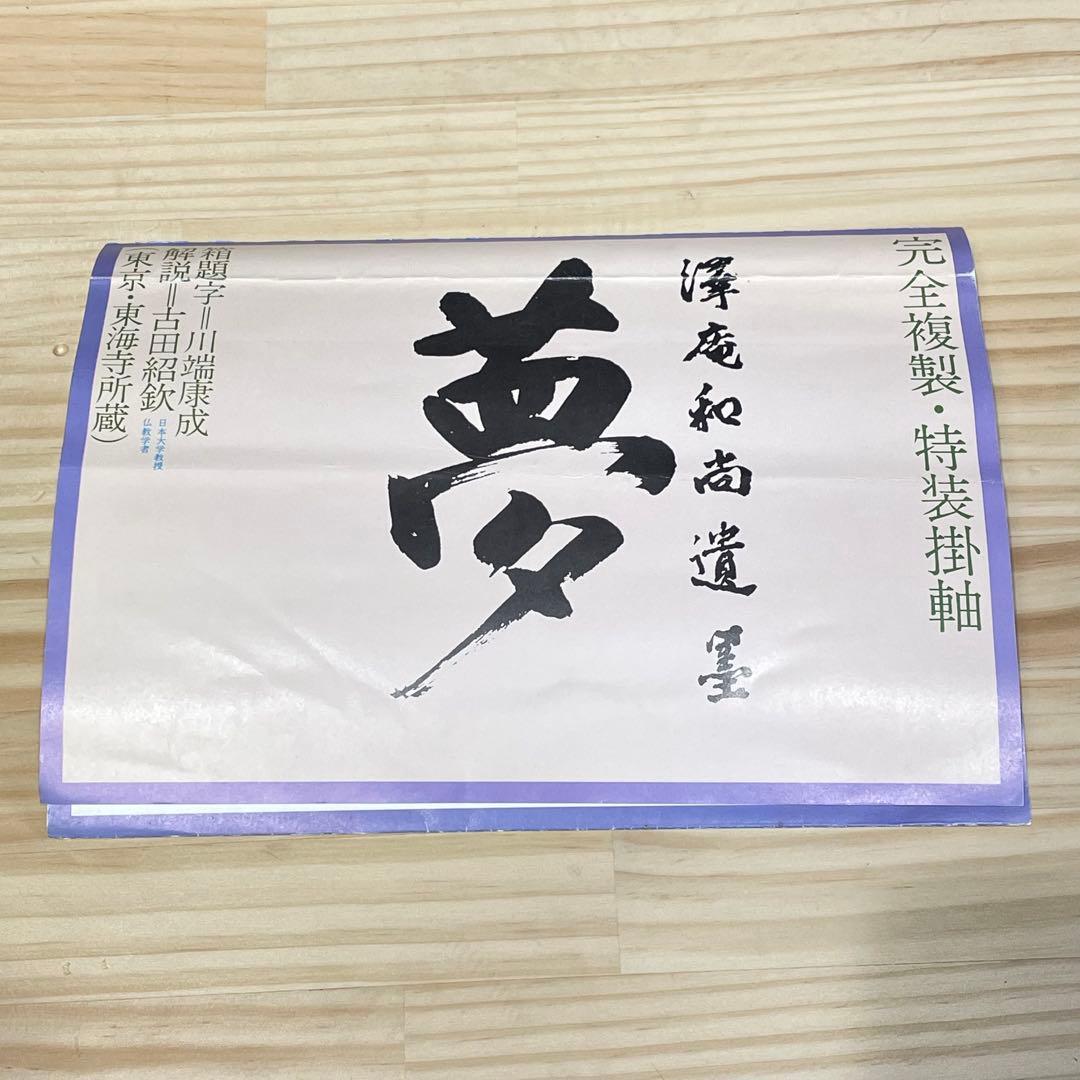 完全複製・特装掛軸
澤庵和尚遺墨
夢
箱題字=川端康成
解説=古田紹欽 日本大学教授
仏教学者
(東京・東海寺所蔵)